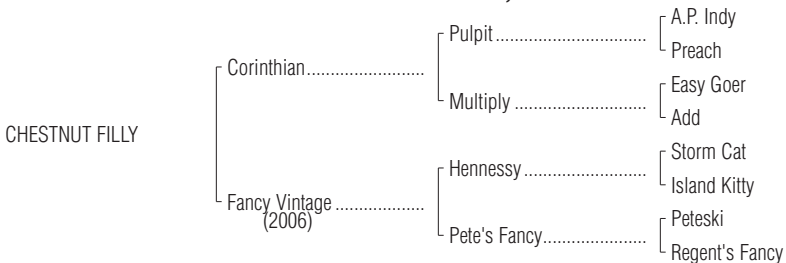 A.P. Indy
Pulpit
Preach
Corinthian
Easy Goer
Multiply
Add
CHESTNUT FILLY
Storm Cat
Hennessy
Island Kitty
Fancy Vintage
(2006)
Peteski
Pete's Fancy
Regent's Fancy